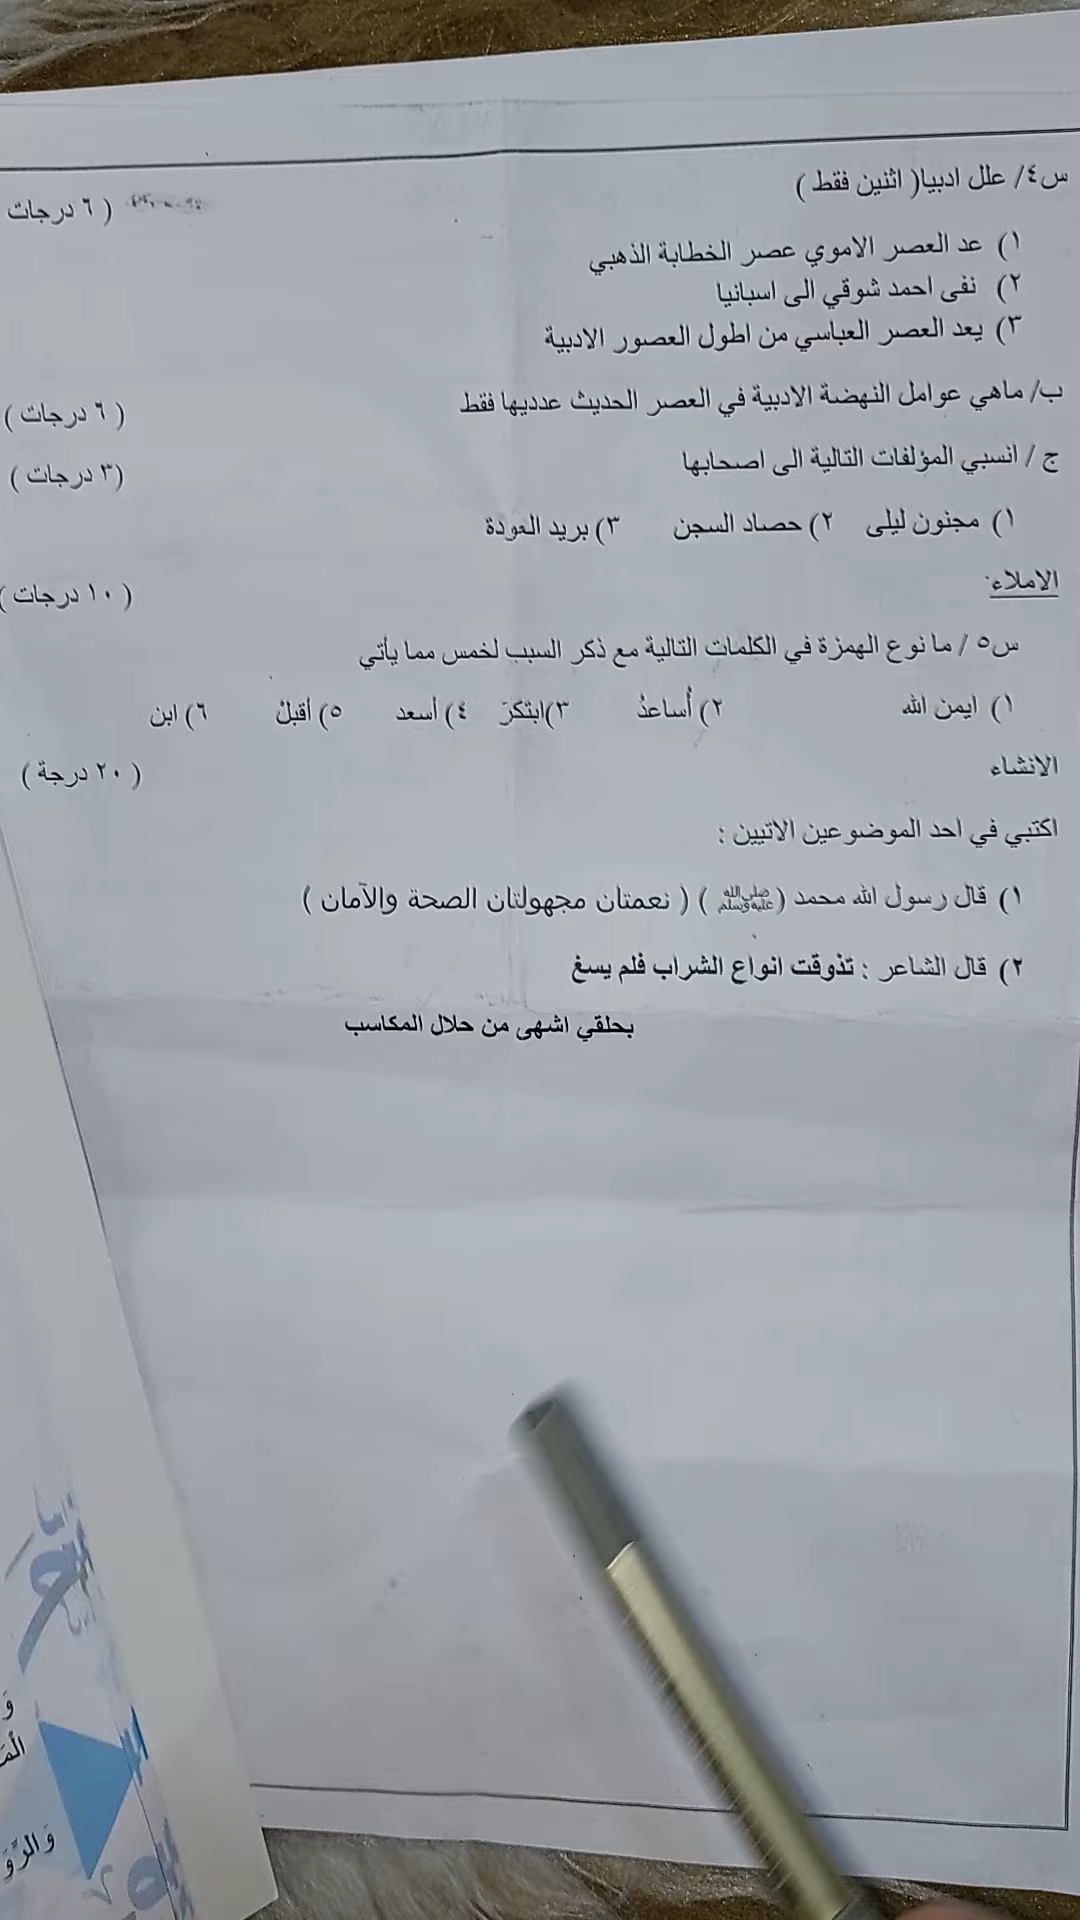 س٤/ علل ادبيا( اثنين فقط ) ( ٦ درجات
١) عد العصر الاموي عصر الخطابة الذهبي
٢) نفى احمد شوقي الى اسبانيا
٣) يعد العصر العباسي من اطول العصور الادبية
ب/ ماهي عوامل النهضة الادبية في العصر الحديث عدديها فقط ( ٦ درجات )
ج / انسبي المؤلفات التالية الى اصحابها (٣ درجات )
١) مجنون ليلى ٢) حصاد السجن ٣) بريد العودة
الاملاء: ( ١٠ درجات )
س٥ / ما نوع الهمزة في الكلمات التالية مع ذكر السبب لخمس مما يأتي
١) ايمن الله ٢) أُساعدُ ٣)ابتكرَ ٤) أسعد ٥) أقبلْ ٦) ابن
الانشاء ( ٢٠ درجة )
اكتبي في احد الموضوعين الاتيين :
١) قال رسول الله محمد (ﷺ) ( نعمتان مجهولتان الصحة والآمان )
٢) قال الشاعر : تذوقت انواع الشراب فلم يسغ
بحلقي اشهى من حلال المكاسب
وَ
وَالرَّوَ